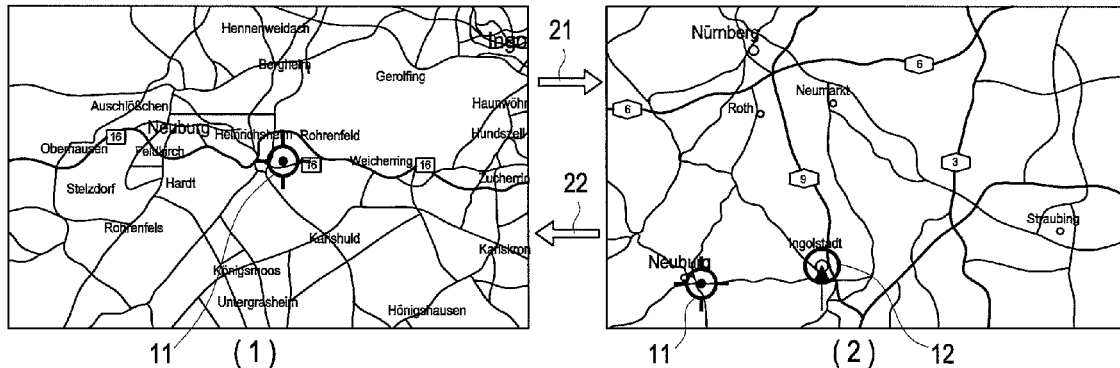 Hennenweidach
Ingo
Bergheim
Gerolfing
Auschlößchen
Haunwöhr
Neuburg
Heinrichsheim
Rohrenfeld
Hundszell
16
Oberhausen
Feldkirch
16
Weicherring
16
Stelzdorf
Hardt
Zucherring
Rohrenfels
Karlshuld
Karlskron
Königsmoos
Untergrasheim
Hönigshausen
11
(1)
21
22
Nürnberg
6
6
Neumarkt
Roth
3
9
Straubing
Ingolstadt
Neuburg
11
(2)
12